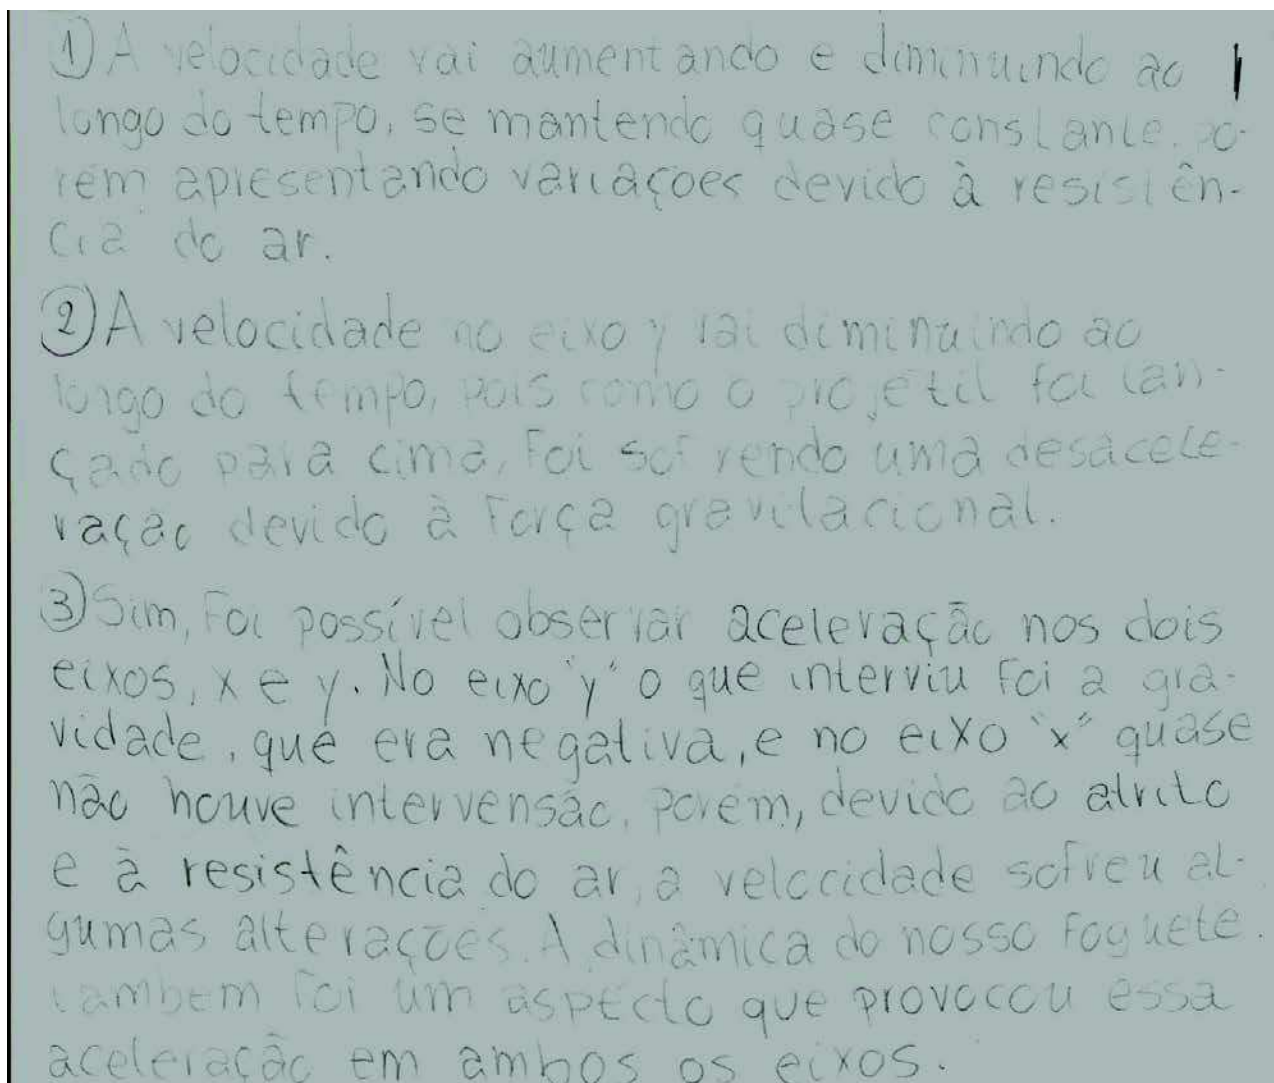 ① A velocidade vai aumentando e diminuindo ao
longo do tempo, se mantendo quase constante, po-
rém apresentando variações devido à resistên-
cia do ar.
② A velocidade no eixo y vai diminuindo ao
longo do tempo, pois como o projetil foi lan-
çado para cima, foi sofrendo uma desacele-
ração devido à força gravitacional.
③ Sim, foi possível observar aceleração nos dois
eixos, x e y. No eixo "y" o que interviu foi a gra-
vidade, que era negativa, e no eixo "x" quase
não houve intervensão, porém, devido ao atrito
e à resistência do ar, a velocidade sofreu al-
gumas alterações. A dinâmica do nosso foguete
também foi um aspecto que provocou essa
aceleração em ambos os eixos.